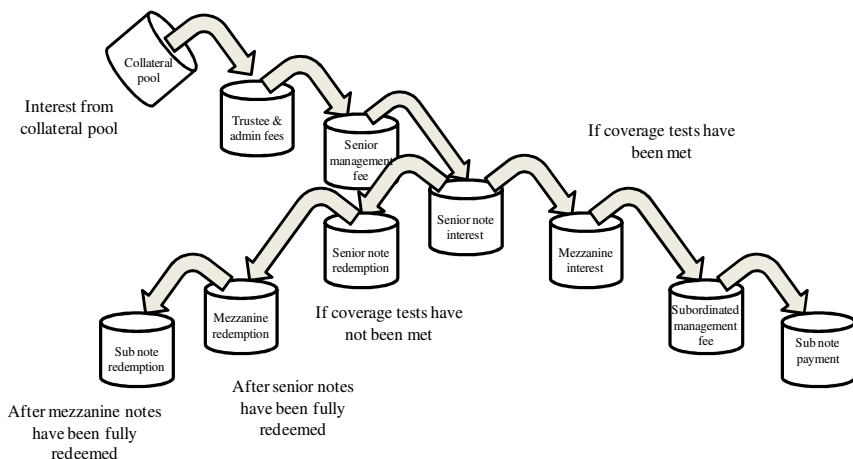 Collateral
pool
Interest from
collateral pool
Trustee &
admin fees
Senior
management
fee
If coverage tests have
been met
Senior note
interest
Senior note
redemption
Mezzanine
interest
Mezzanine
redemption
If coverage tests have
not been met
Subordinated
management
fee
Sub note
redemption
Sub note
payment
After senior notes
have been fully
redeemed
After mezzanine notes
have been fully
redeemed